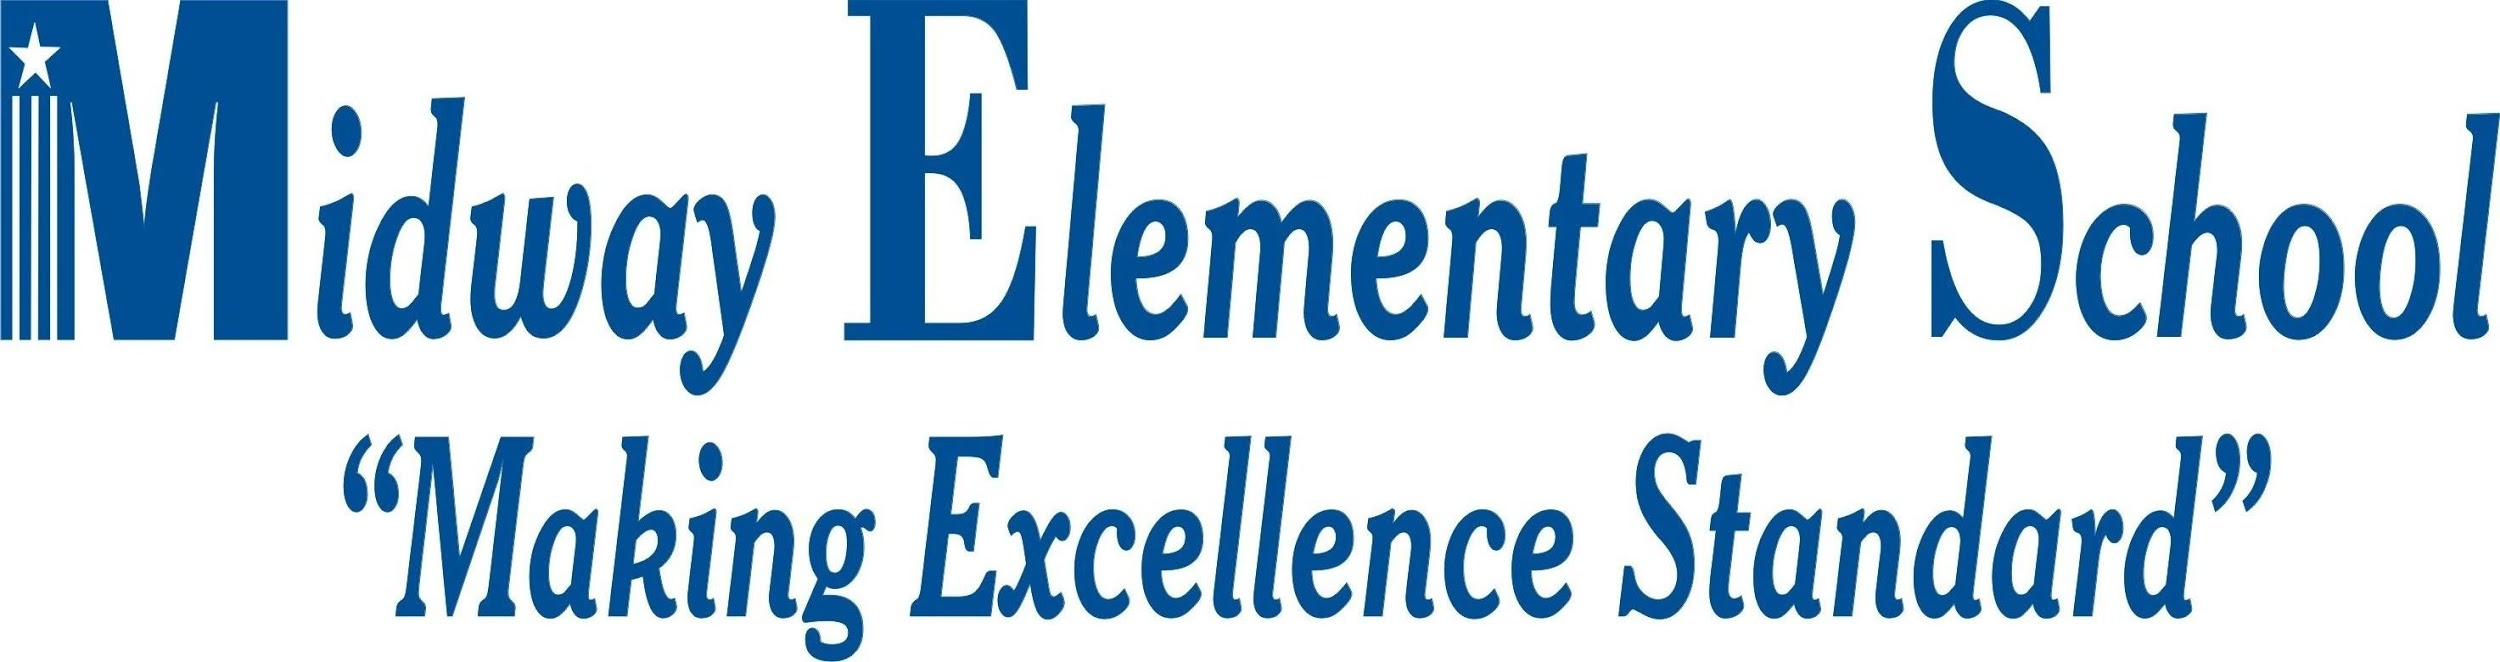 Midway Elementary School
“Making Excellence Standard”